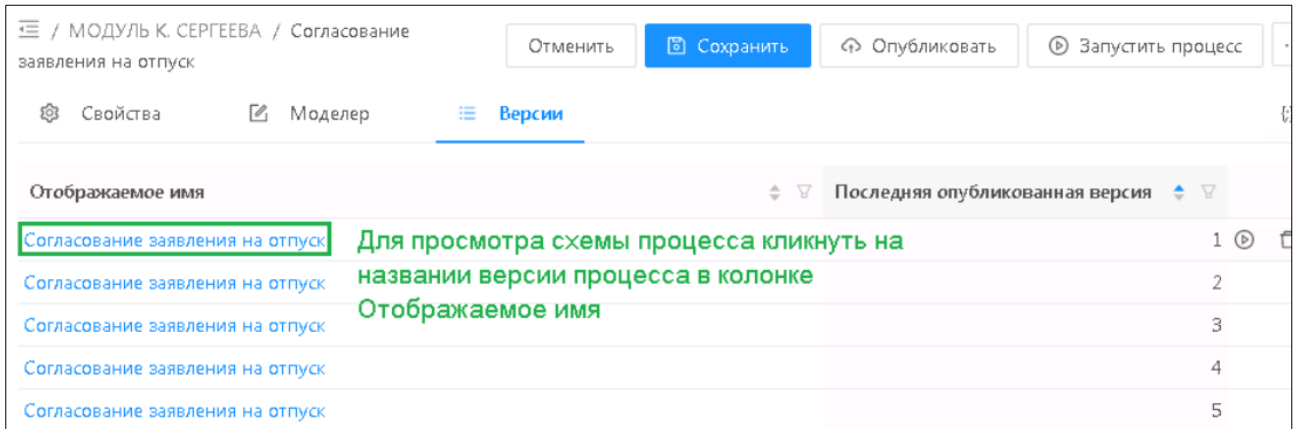 / МОДУЛЬ К. СЕРГЕЕВА / Согласование
заявления на отпуск
Отменить
Сохранить
Опубликовать
Запустить процесс
Свойства
Моделер
Версии
Отображаемое имя
Последняя опубликованная версия
Согласование заявления на отпуск
1
Для просмотра схемы процесса кликнуть на
названии версии процесса в колонке
Отображаемое имя
Согласование заявления на отпуск
2
Согласование заявления на отпуск
3
Согласование заявления на отпуск
4
Согласование заявления на отпуск
5